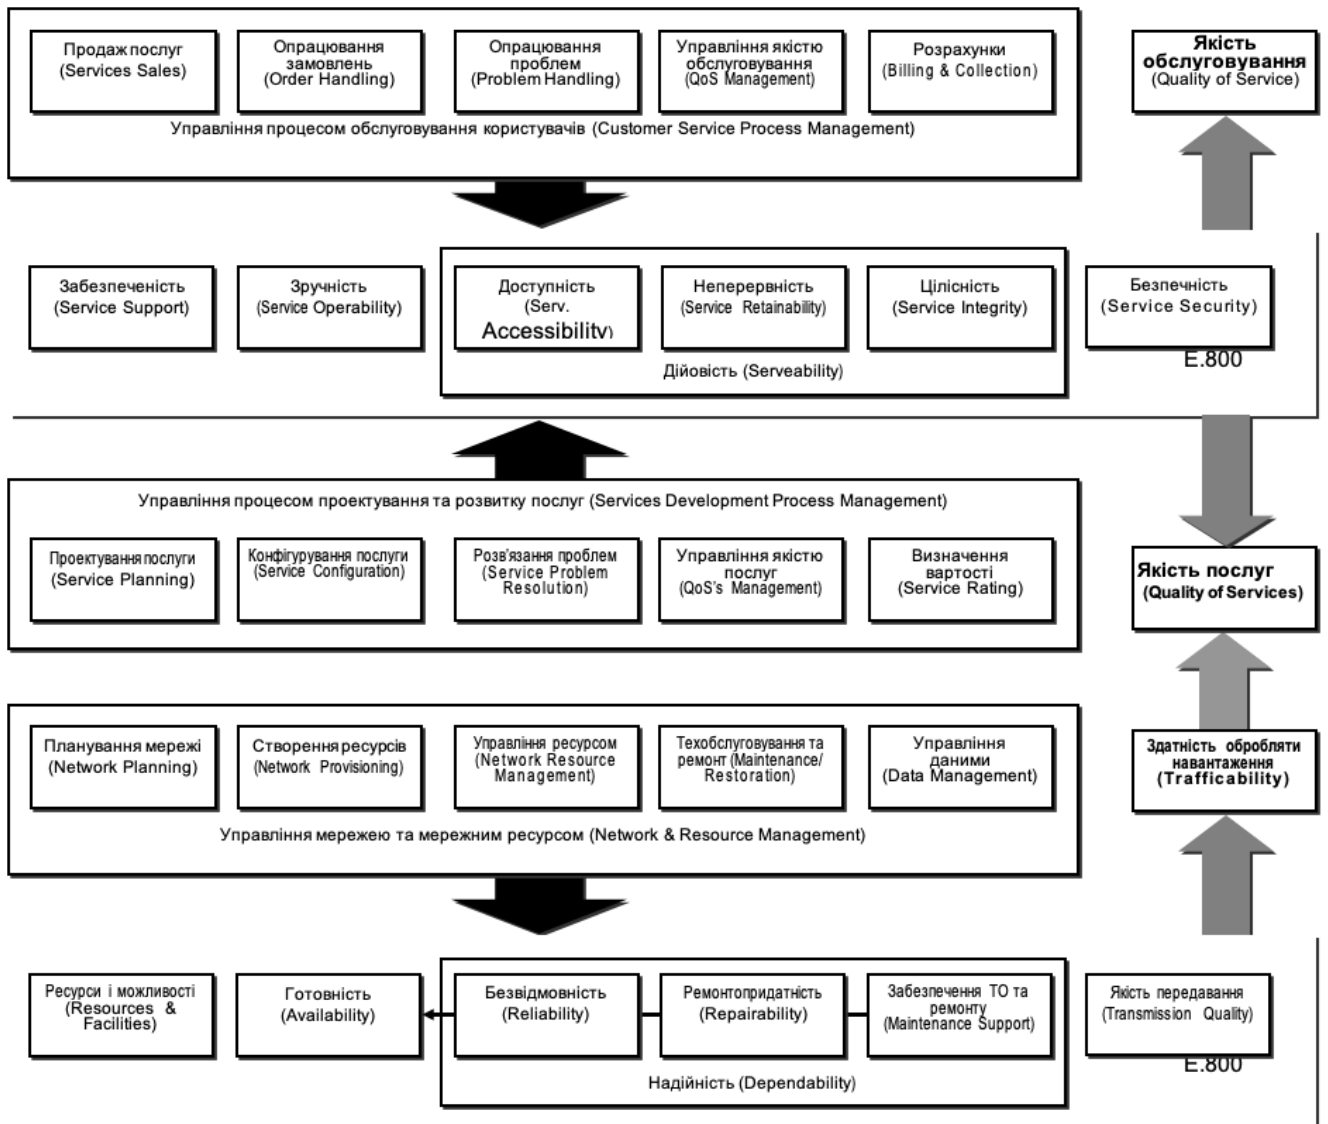 Продаж послуг
(Services Sales)
Опрацювання
замовлень
(Order Handling)
Опрацювання
проблем
(Problem Handling)
Управління якістю
обслуговування
(QoS Management)
Розрахунки
(Billing & Collection)
Управління процесом обслуговування користувачів (Customer Service Process Management)
Якість
обслуговування
(Quality of Service)
Забезпеченість
(Service Support)
Зручність
(Service Operability)
Доступність
(Serv.
Accessibility)
Неперервність
(Service Retainability)
Цілісність
(Service Integrity)
Дійовість (Serveability)
Безпечність
(Service Security)
E.800
Управління процесом проектування та розвитку послуг (Services Development Process Management)
Проектування послуги
(Service Planning)
Конфігурування послуги
(Service Configuration)
Розв'язання проблем
(Service Problem
Resolution)
Управління якістю
послуг
(QoS's Management)
Визначення
вартості
(Service Rating)
Якість послуг
(Quality of Services)
Планування мережі
(Network Planning)
Створення ресурсів
(Network Provisioning)
Управління ресурсом
(Network Resource
Management)
Техобслуговування та
ремонт (Maintenance/
Restoration)
Управління
даними
(Data Management)
Управління мережею та мережним ресурсом (Network & Resource Management)
Здатність обробляти
навантаження
(Trafficability)
Ресурси і можливості
(Resources &
Facilities)
Готовність
(Availability)
Безвідмовність
(Reliability)
Ремонтопридатність
(Repairability)
Забезпечення ТО та
ремонту
(Maintenance Support)
Надійність (Dependability)
Якість передавання
(Transmission Quality)
E.800